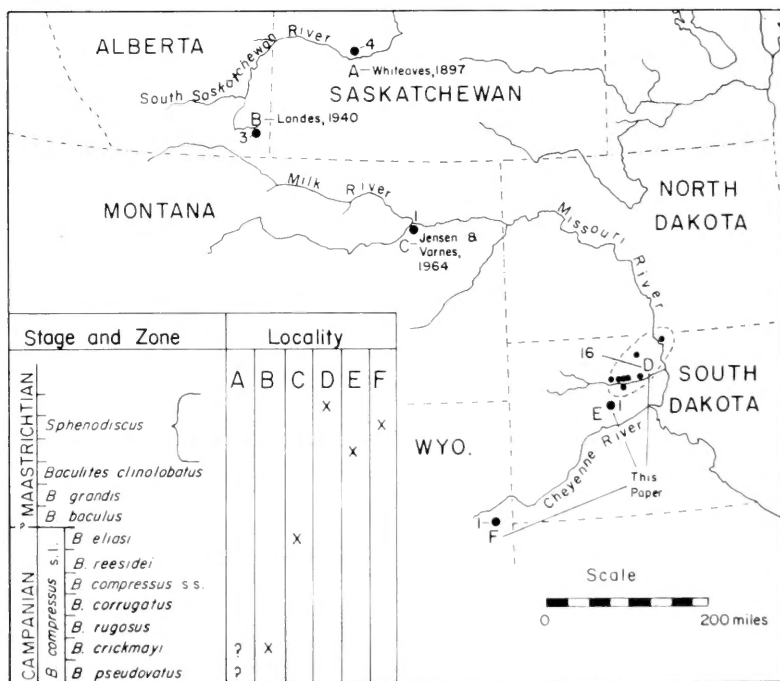 ALBERTA
South Saskatchewan River
4
A—Whiteaves, 1897
SASKATCHEWAN
B—Landes, 1940
3
MONTANA
Milk River
1
C—Jensen & Varnes, 1964
Missouri River
NORTH DAKOTA
16
D
SOUTH DAKOTA
E 1
WYO.
Cheyenne River
This Paper
1
F
Scale
0 200 miles
Stage and Zone Locality
A B C D E F
MAASTRICHTIAN
x
Sphenodiscus x
x
Baculites clinolobatus
B grandis
? B baculus
CAMPANIAN
B compressus s.l.
B. eliasi x
B. reesidei
B compressus s s.
B. corrugatus
B. rugosus
B. crickmayi ? x
B B pseudovatus ?